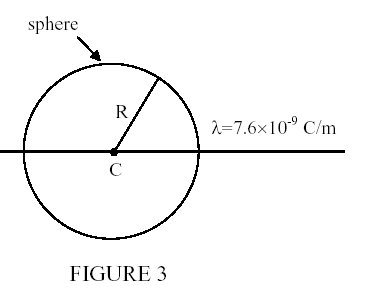 sphere
R
λ=7.6×10⁻⁹ C/m
C
FIGURE 3